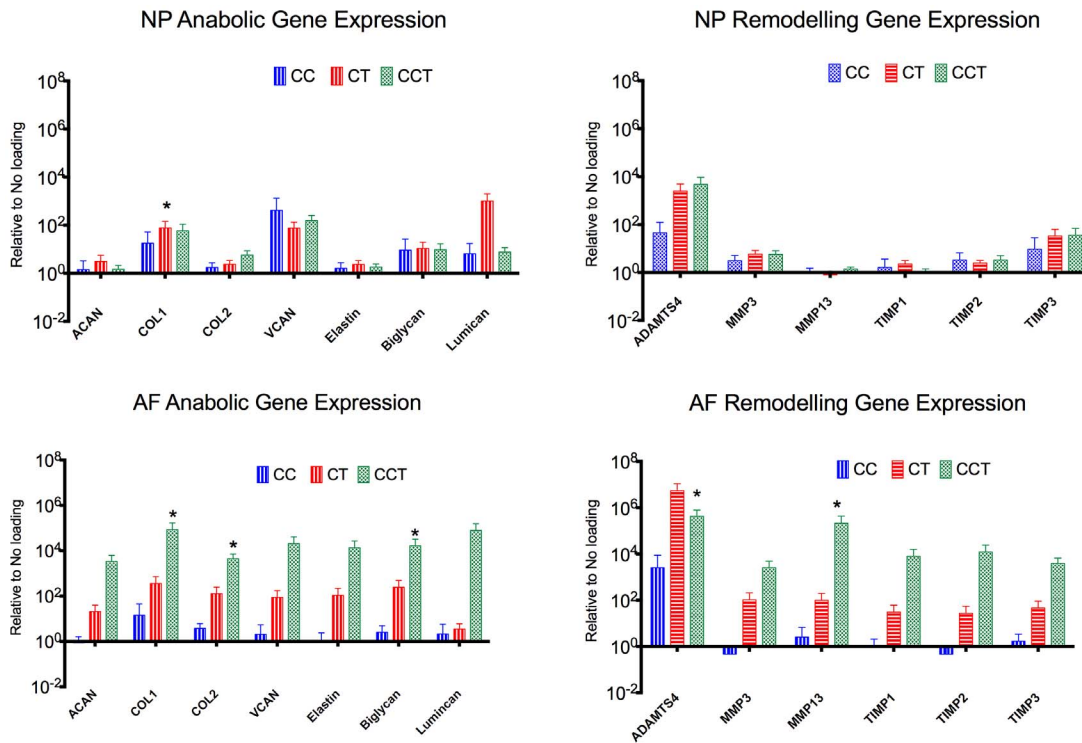 NP Anabolic Gene Expression
CC CT CCT
Relative to No loading
10^8
10^6
10^4
10^2
10^0
10^-2
*
ACAN COL1 COL2 VCAN Elastin Biglycan Lumican
NP Remodelling Gene Expression
CC CT CCT
Relative to No loading
10^8
10^6
10^4
10^2
10^0
10^-2
ADAMTS4 MMP3 MMP13 TIMP1 TIMP2 TIMP3
AF Anabolic Gene Expression
CC CT CCT
Relative to No loading
10^8
10^6
10^4
10^2
10^0
10^-2
* * *
ACAN COL1 COL2 VCAN Elastin Biglycan Lumincan
AF Remodelling Gene Expression
CC CT CCT
Relative to No loading
10^8
10^6
10^4
10^2
10^0
10^-2
* *
ADAMTS4 MMP3 MMP13 TIMP1 TIMP2 TIMP3